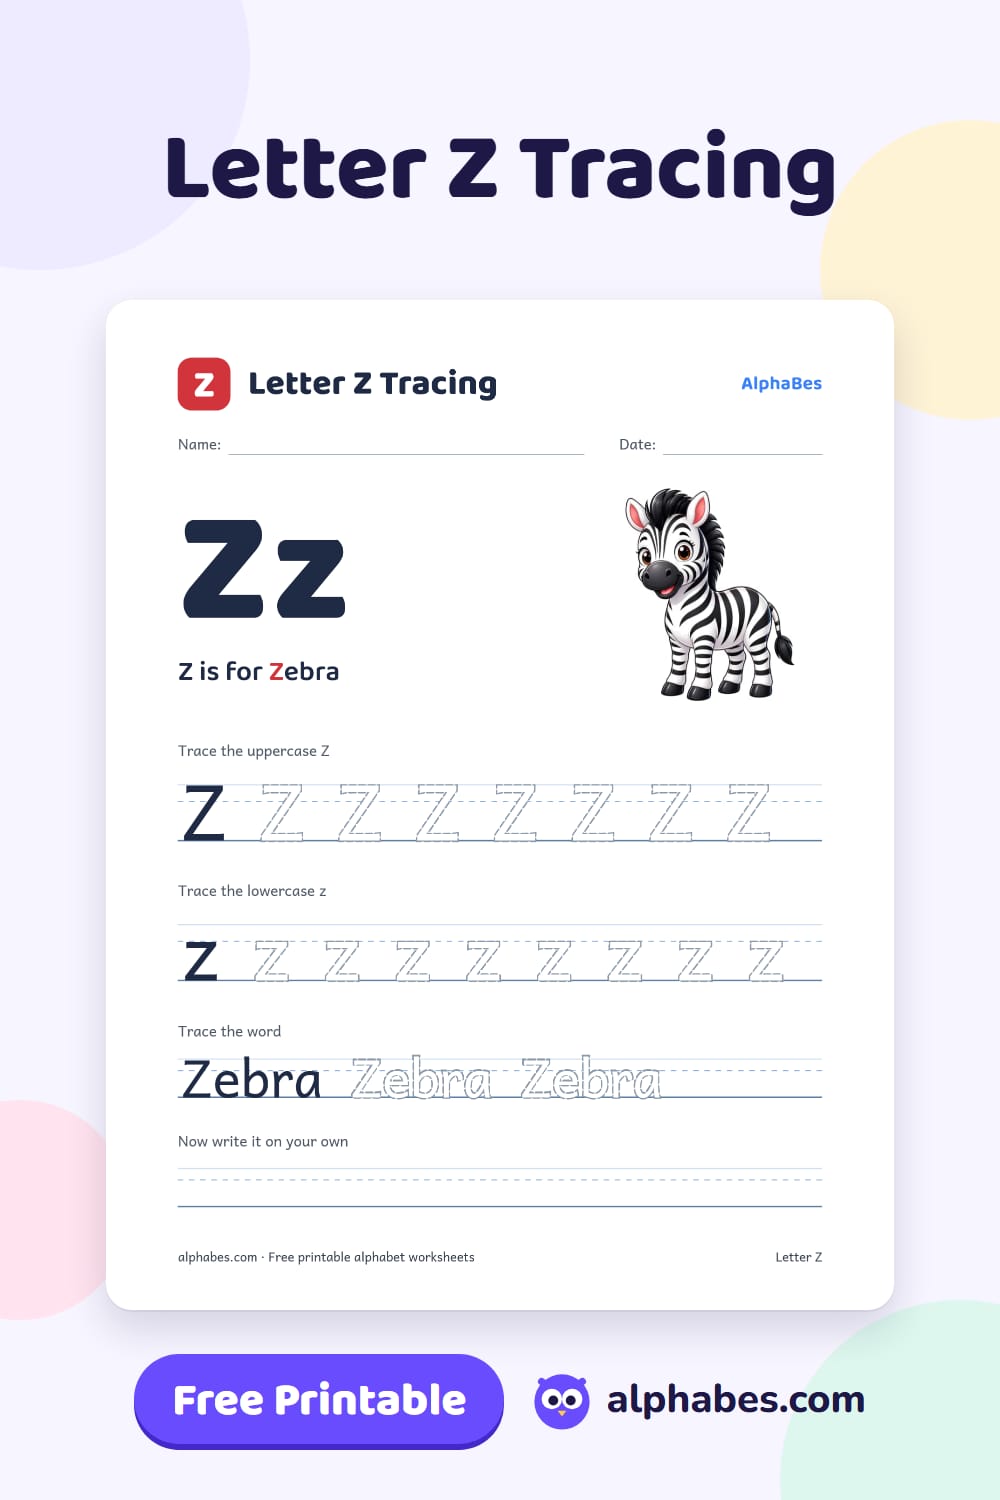 Letter Z Tracing
Z Letter Z Tracing AlphaBes
Name: Date:
Zz
Z is for Zebra
Trace the uppercase Z
Z Z Z Z Z Z Z Z
Trace the lowercase z
z z z z z z z z z
Trace the word
Zebra Zebra Zebra
Now write it on your own
alphabes.com · Free printable alphabet worksheets Letter Z
Free Printable alphabes.com